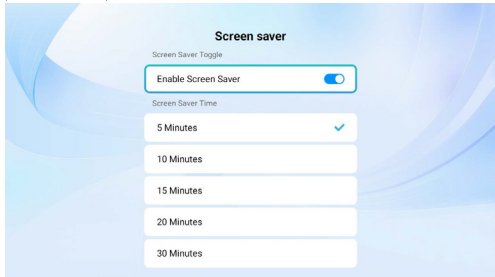 Screen saver
Screen Saver Toggle
Enable Screen Saver
Screen Saver Time
5 Minutes
10 Minutes
15 Minutes
20 Minutes
30 Minutes